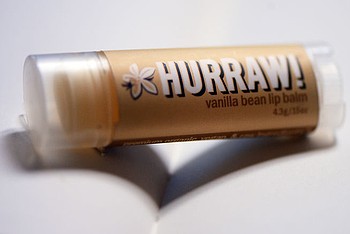 HURRAW!
vanilla bean lip balm
4.3g/.15oz